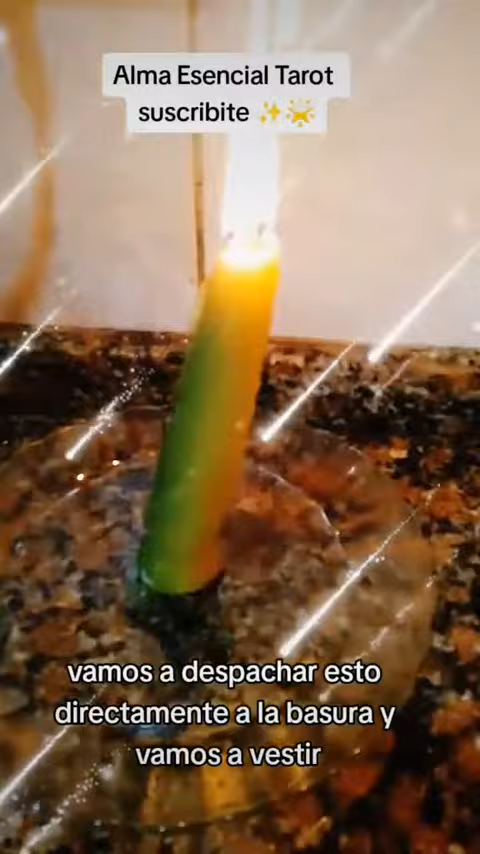 Alma Esencial Tarot
suscribite ✨🌟
vamos a despachar esto
directamente a la basura y
vamos a vestir